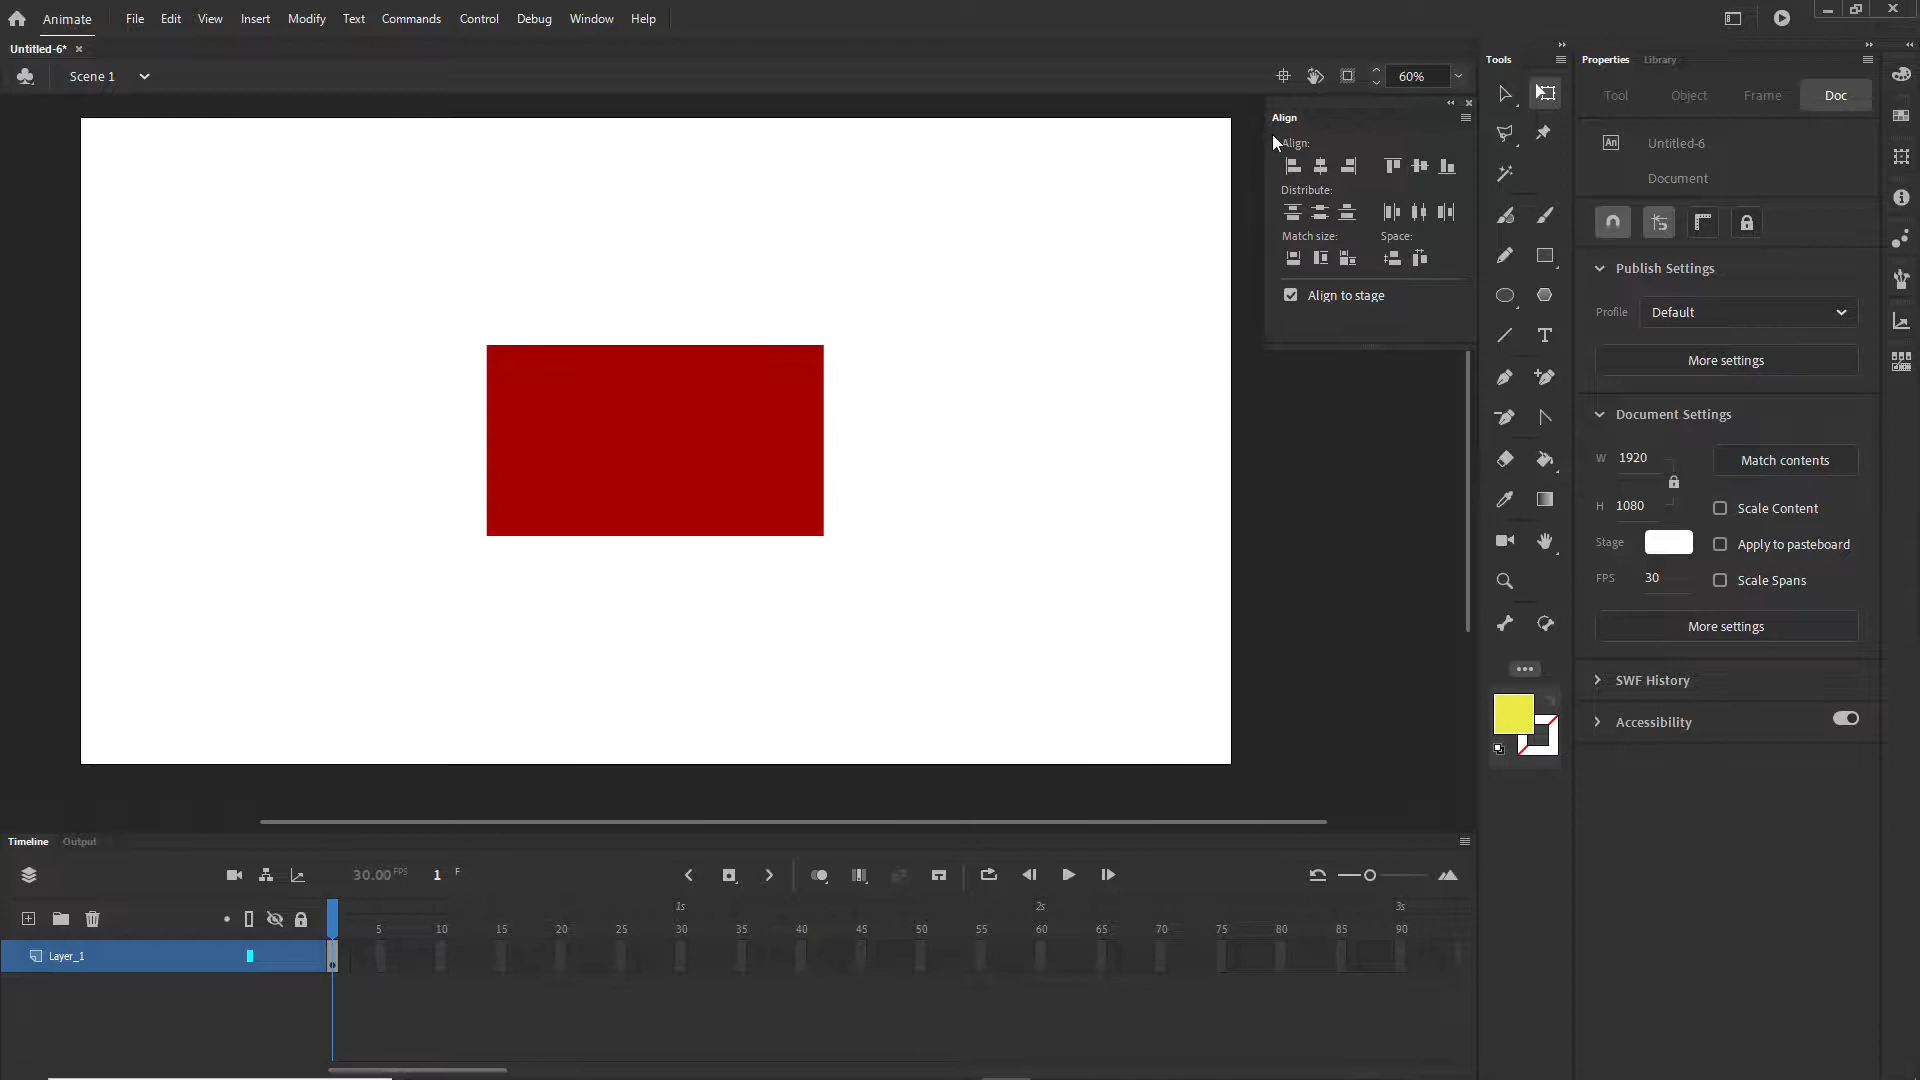 Animate File Edit View Insert Modify Text Commands Control Debug Window Help
Untitled-6*
Scene 1 60%
Tools Properties Library
Tool Object Frame Doc
Align
Align:
Distribute:
Match size: Space:
Align to stage
An Untitled-6
Document
Publish Settings
Profile Default
More settings
Document Settings
W 1920 Match contents
H 1080 Scale Content
Stage Apply to pasteboard
FPS 30 Scale Spans
More settings
SWF History
Accessibility
Timeline Output
30.00 FPS 1 F
1s 2s 3s
5 10 15 20 25 30 35 40 45 50 55 60 65 70 75 80 85 90
Layer_1